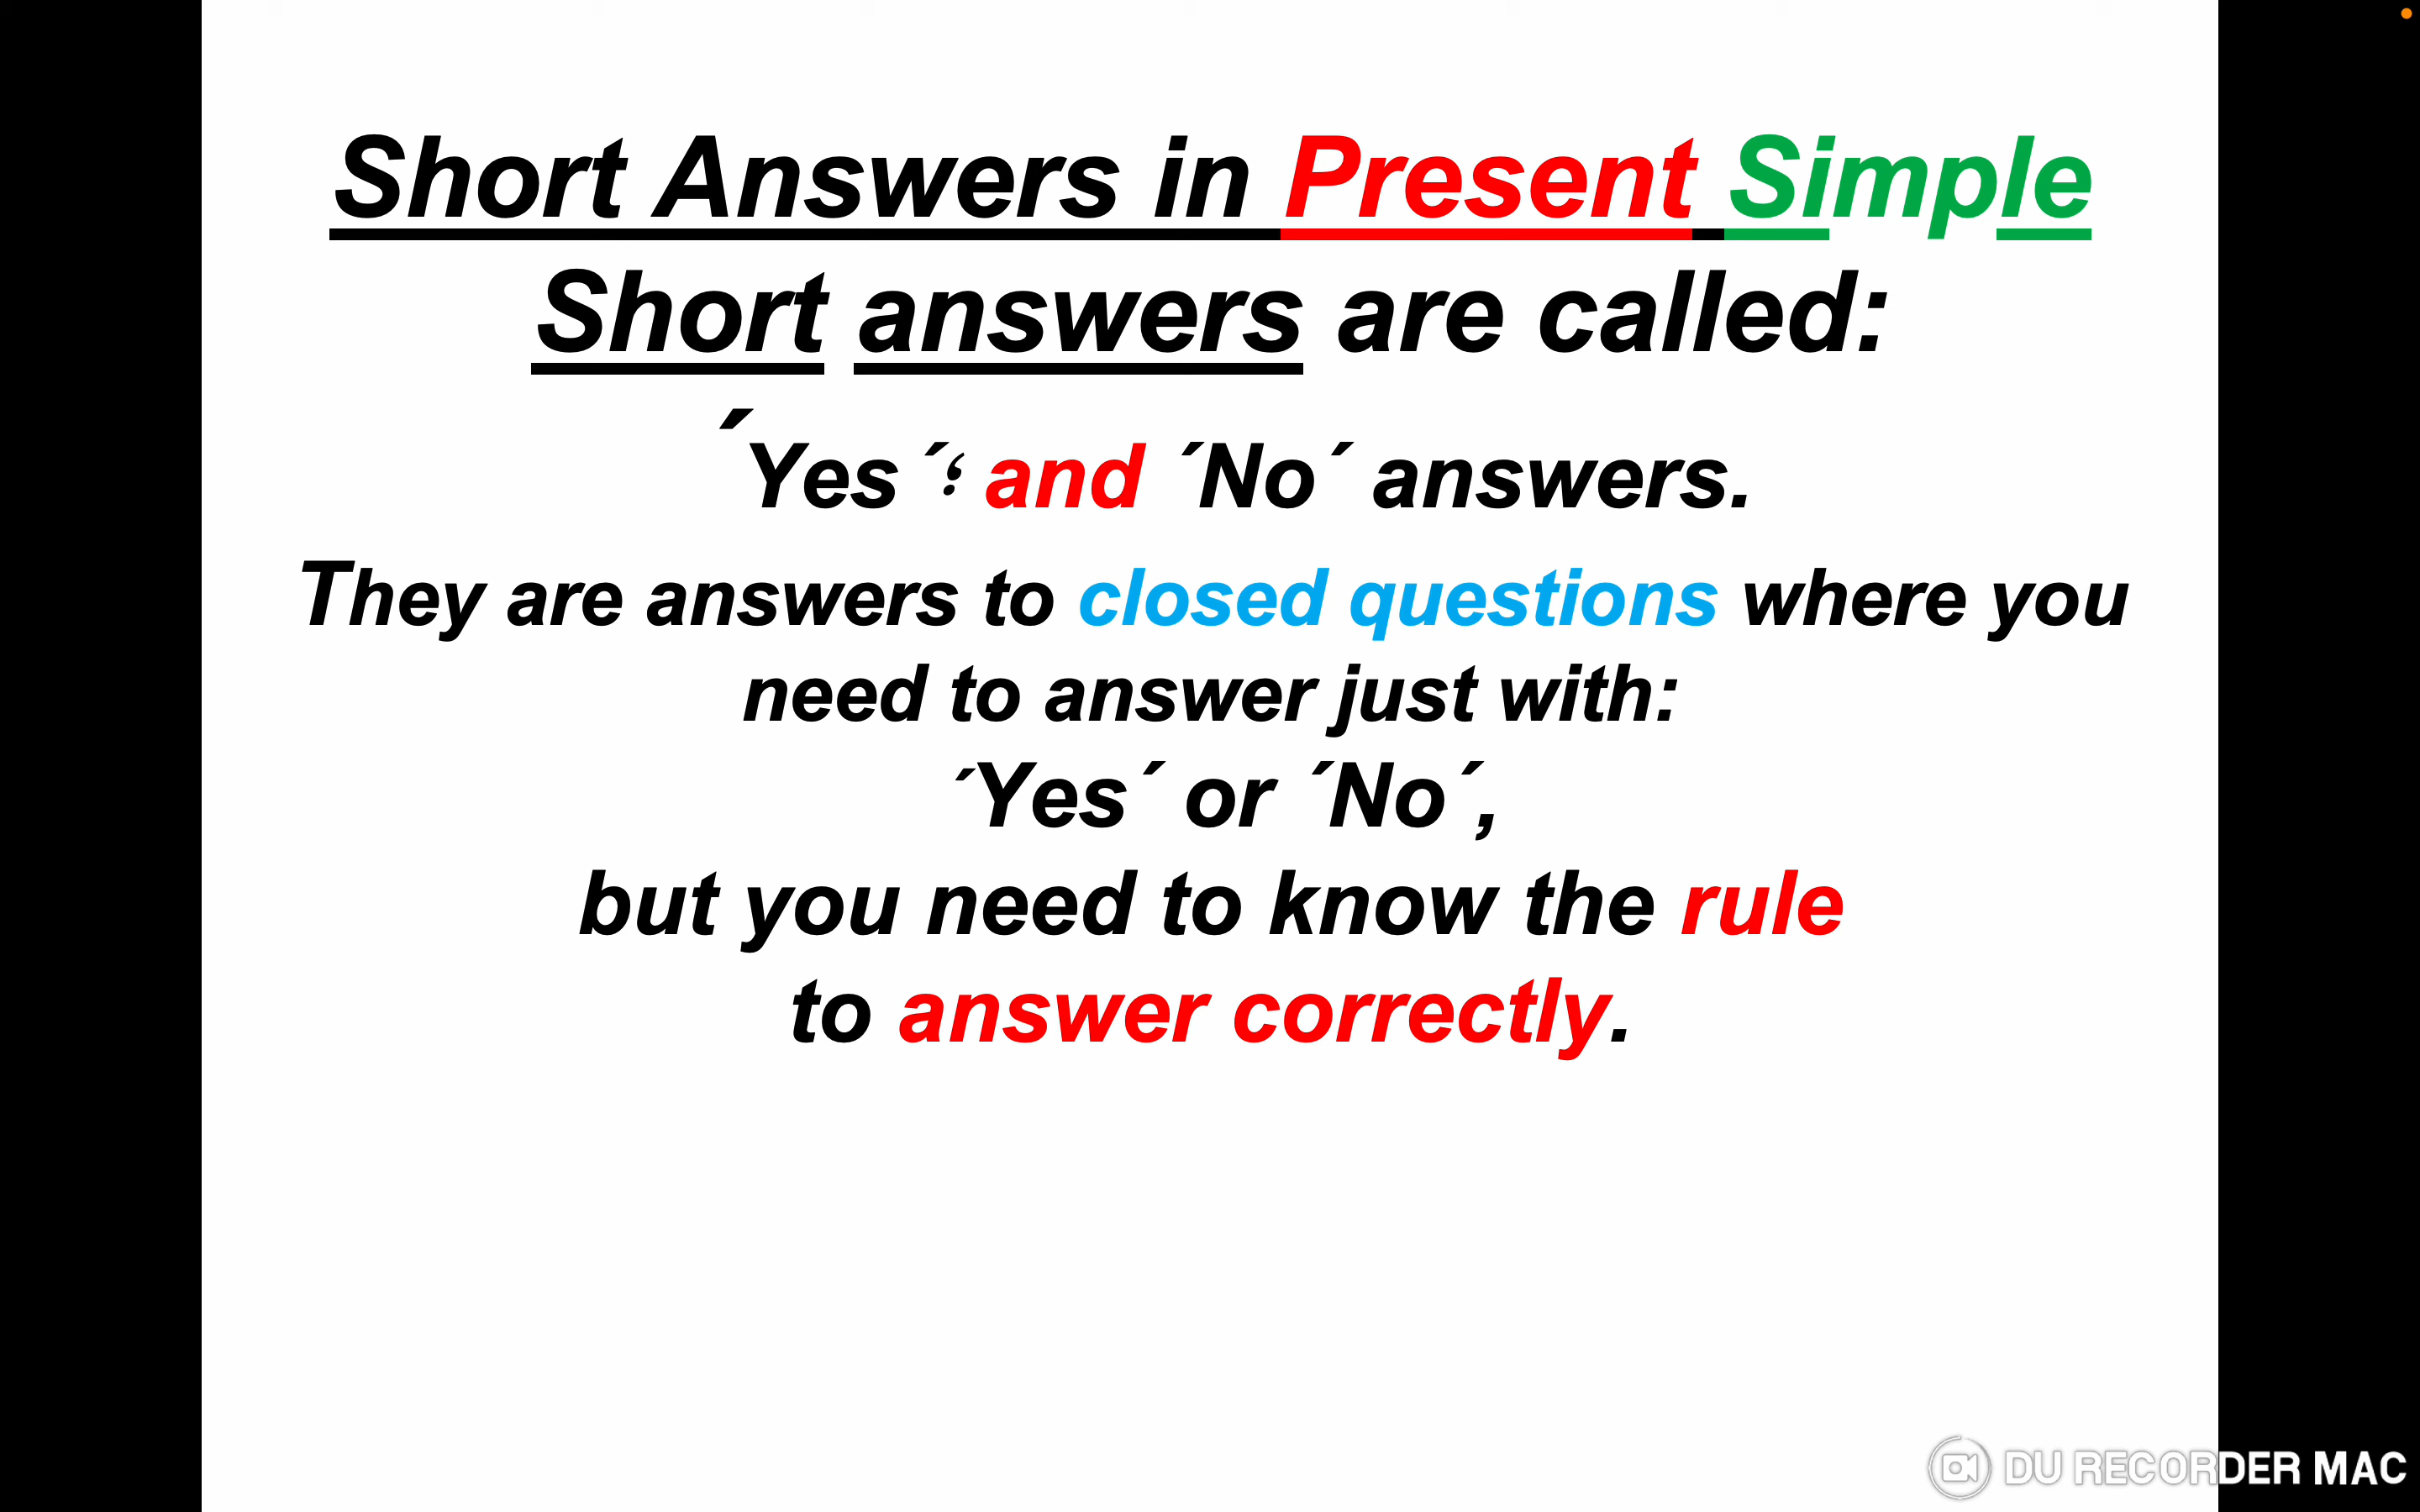 Short Answers in Present Simple
Short answers are called:
´Yes´؛ and ´No´ answers.
They are answers to closed questions where you
need to answer just with:
´Yes´ or ´No´,
but you need to know the rule
to answer correctly.
DU RECORDER MAC